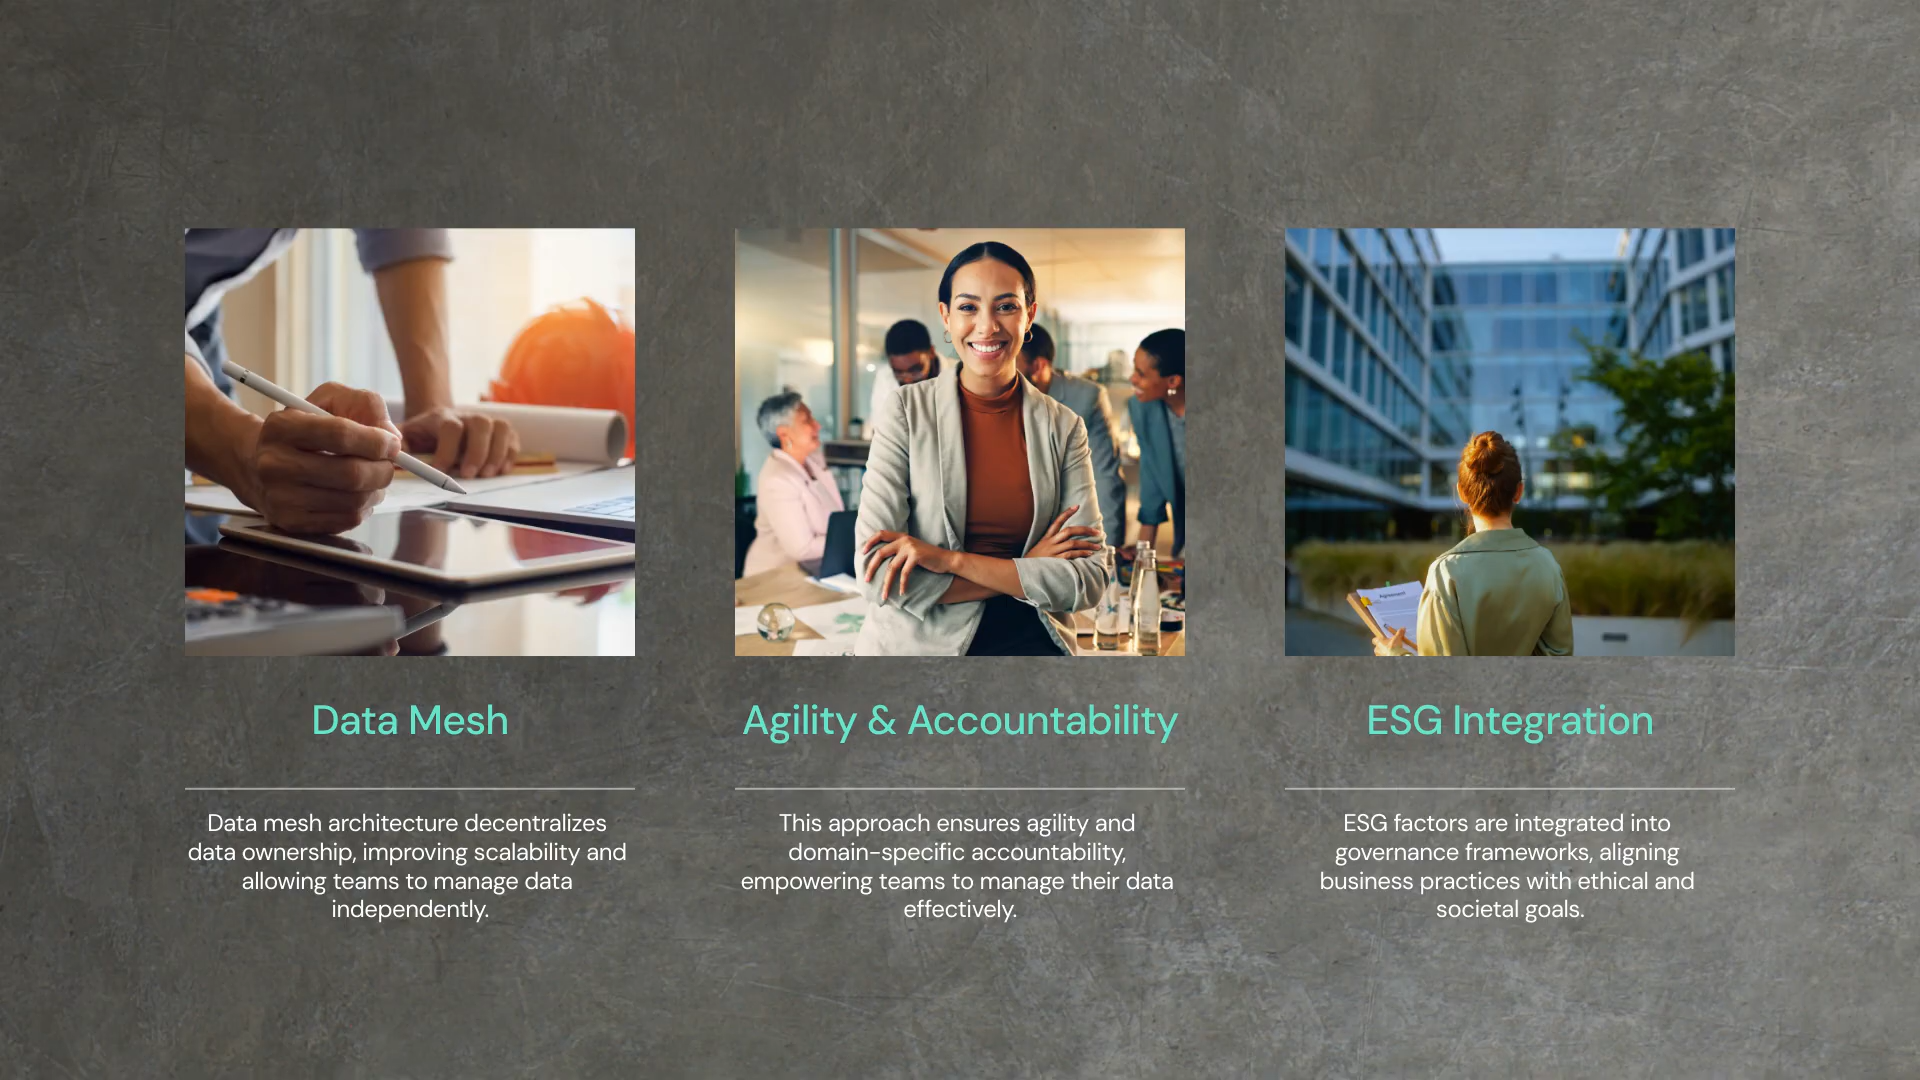 Agreement
Data Mesh
Data mesh architecture decentralizes
data ownership, improving scalability and
allowing teams to manage data
independently.
Agility & Accountability
This approach ensures agility and
domain-specific accountability,
empowering teams to manage their data
effectively.
ESG Integration
ESG factors are integrated into
governance frameworks, aligning
business practices with ethical and
societal goals.